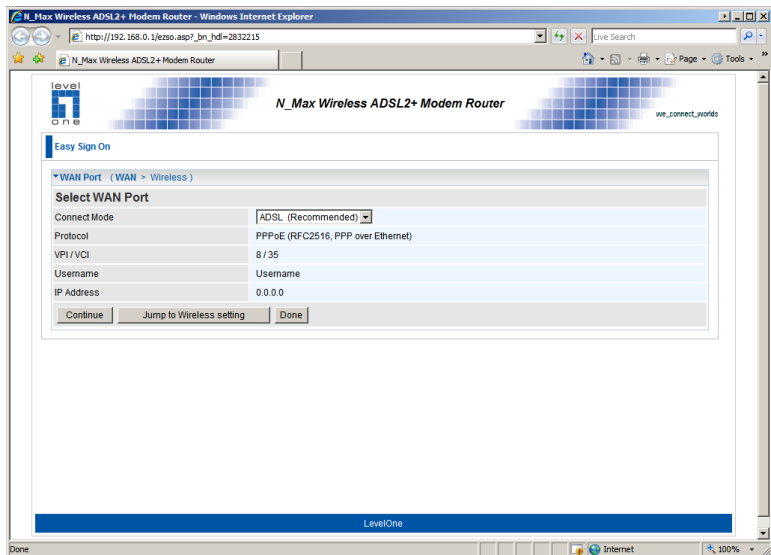 N_Max Wireless ADSL2+ Modem Router - Windows Internet Explorer
http://192.168.0.1/ezso.asp?_bn_hdl=2832215
Live Search
N_Max Wireless ADSL2+ Modem Router
Page
Tools
»
level
one
N_Max Wireless ADSL2+ Modem Router
we_connect_worlds
Easy Sign On
WAN Port (WAN > Wireless )
Select WAN Port
Connect Mode ADSL (Recommended)
Protocol PPPoE (RFC2516, PPP over Ethernet)
VPI / VCI 8 / 35
Username Username
IP Address 0.0.0.0
Continue Jump to Wireless setting Done
LevelOne
Done Internet 100%